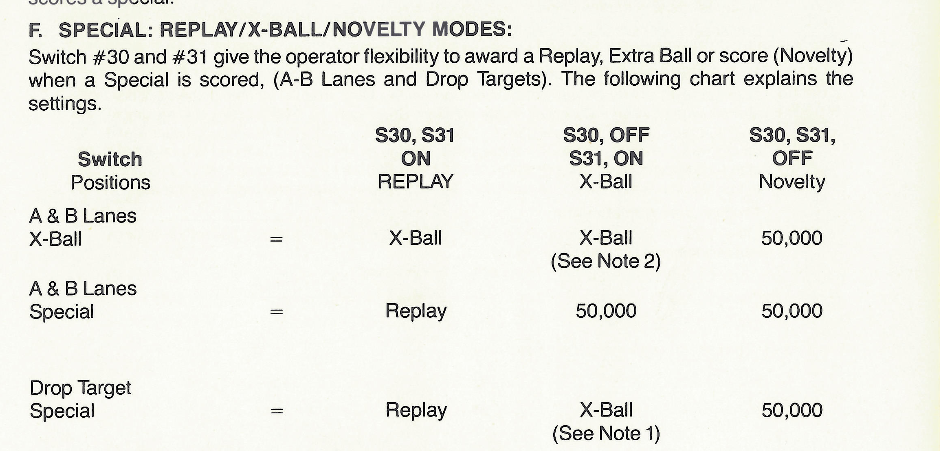 scores a special.
F. SPECIAL: REPLAY/X-BALL/NOVELTY MODES:
Switch #30 and #31 give the operator flexibility to award a Replay, Extra Ball or score (Novelty)
when a Special is scored, (A-B Lanes and Drop Targets). The following chart explains the
settings.
S30, S31 S30, OFF S30, S31,
Switch ON S31, ON OFF
Positions REPLAY X-Ball Novelty
A & B Lanes
X-Ball = X-Ball X-Ball 50,000
(See Note 2)
A & B Lanes
Special = Replay 50,000 50,000
Drop Target
Special = Replay X-Ball 50,000
(See Note 1)